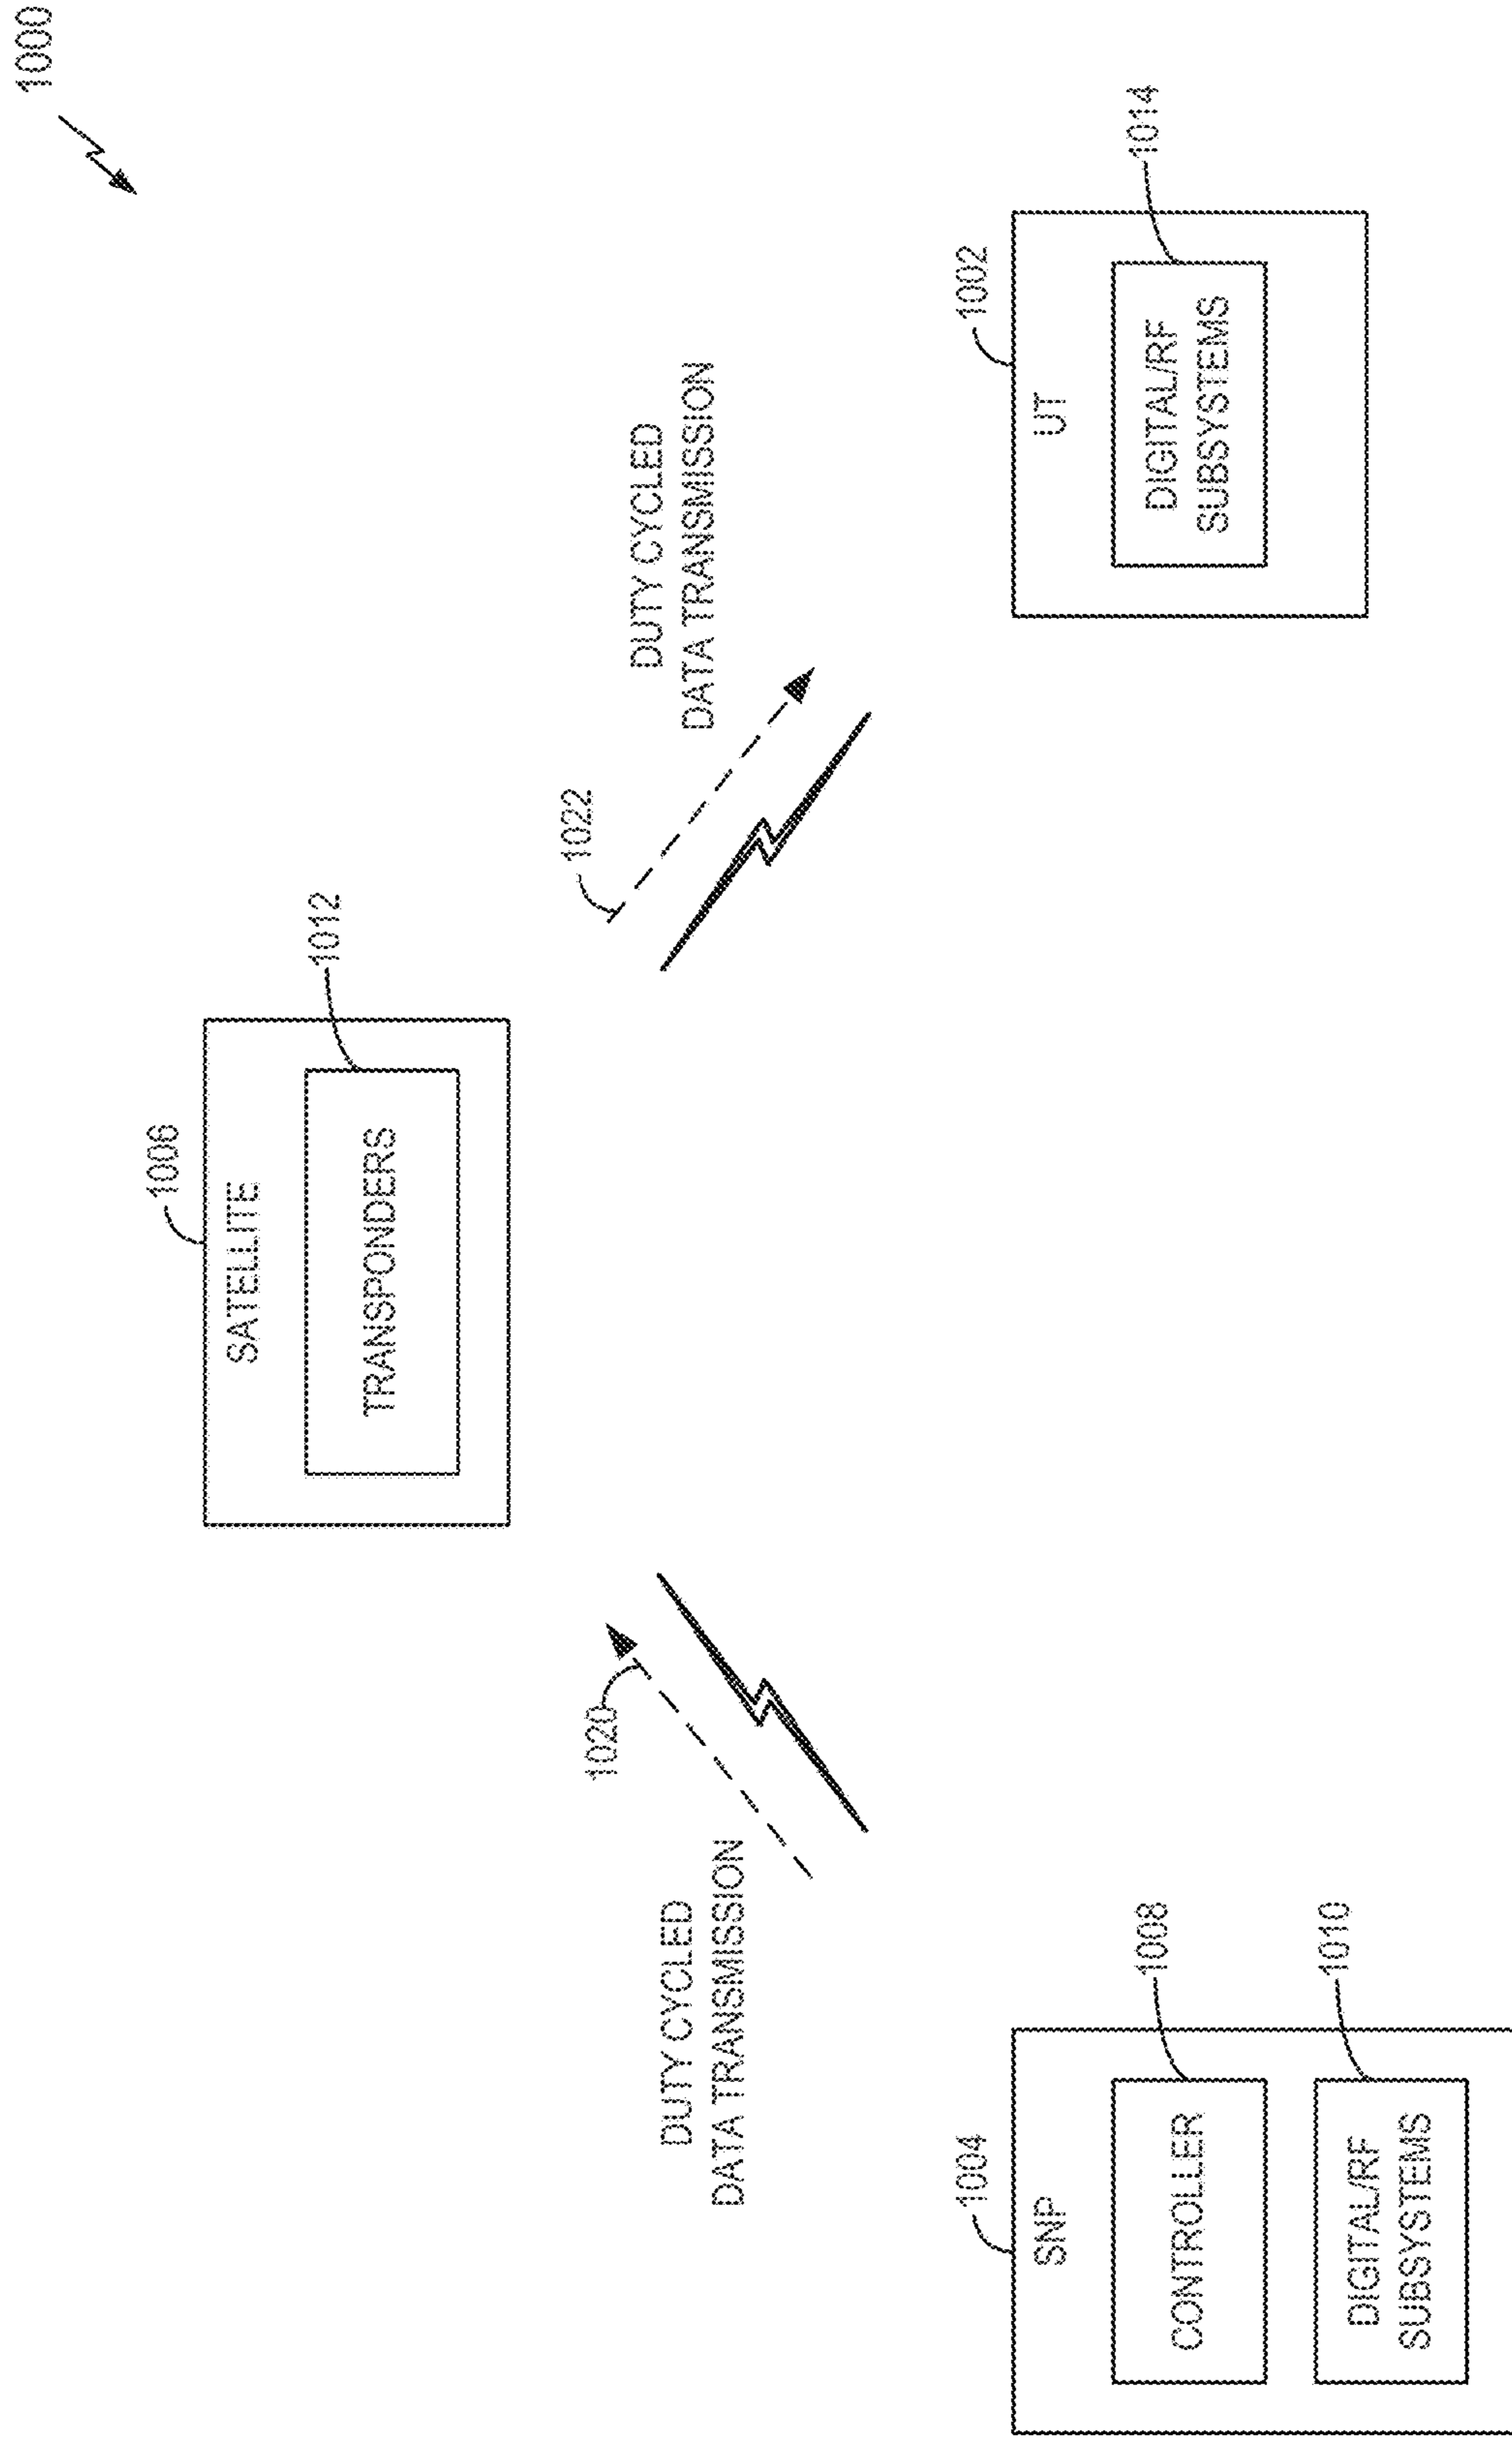 1000
1006
SATELLITE
1012
TRANSPONDERS
1020
DUTY CYCLED
DATA TRANSMISSION
1022
DUTY CYCLED
DATA TRANSMISSION
1004
SNP
1008
CONTROLLER
1010
DIGITAL/RF
SUBSYSTEMS
1002
UT
1014
DIGITAL/RF
SUBSYSTEMS